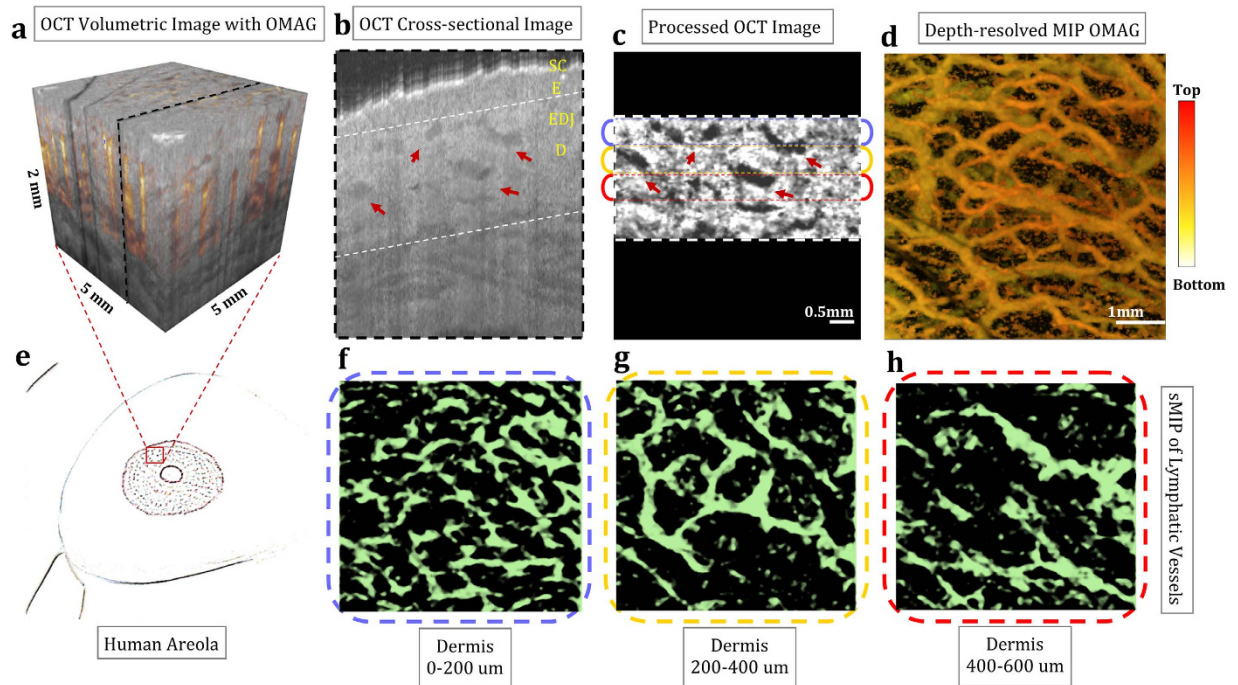 a
OCT Volumetric Image with OMAG
2 mm
5 mm
5 mm
b
OCT Cross-sectional Image
SC
E
EDJ
D
c
Processed OCT Image
0.5mm
d
Depth-resolved MIP OMAG
1mm
Top
Bottom
e
Human Areola
f
Dermis
0-200 um
g
Dermis
200-400 um
h
Dermis
400-600 um
sMIP of Lymphatic Vessels